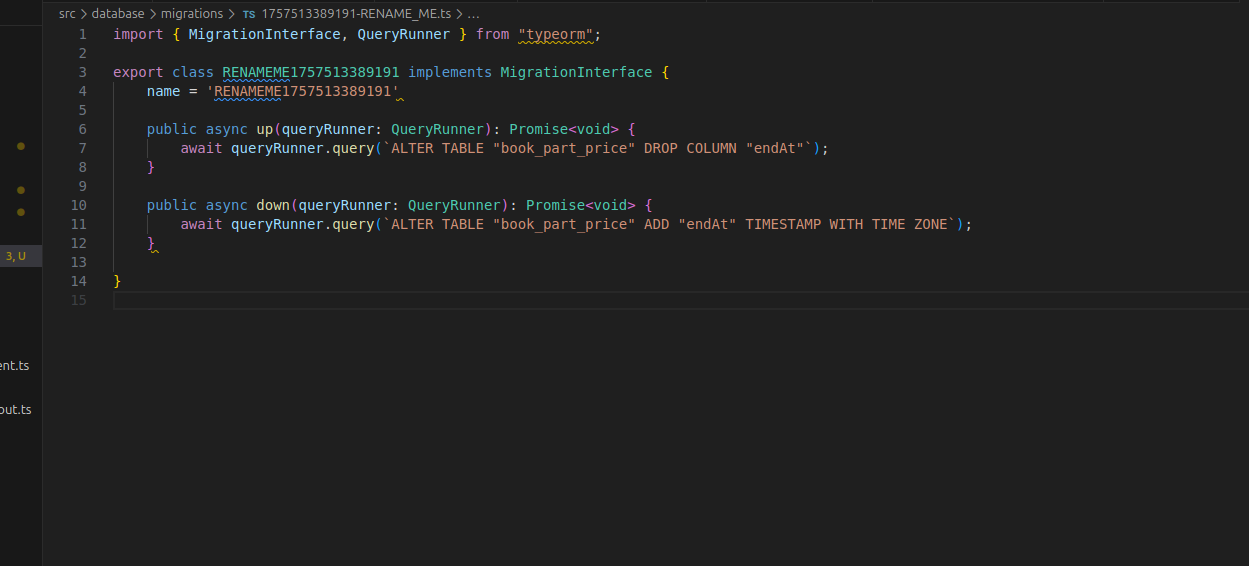 src > database > migrations > TS 1757513389191-RENAME_ME.ts > ...
1 import { MigrationInterface, QueryRunner } from "typeorm";
2
3 export class RENAMEME1757513389191 implements MigrationInterface {
4     name = 'RENAMEME1757513389191'
5
6     public async up(queryRunner: QueryRunner): Promise<void> {
7         await queryRunner.query(`ALTER TABLE "book_part_price" DROP COLUMN "endAt"`);
8     }
9
10     public async down(queryRunner: QueryRunner): Promise<void> {
11         await queryRunner.query(`ALTER TABLE "book_part_price" ADD "endAt" TIMESTAMP WITH TIME ZONE`);
12     }
13
14 }
15
3, U
ent.ts
out.ts